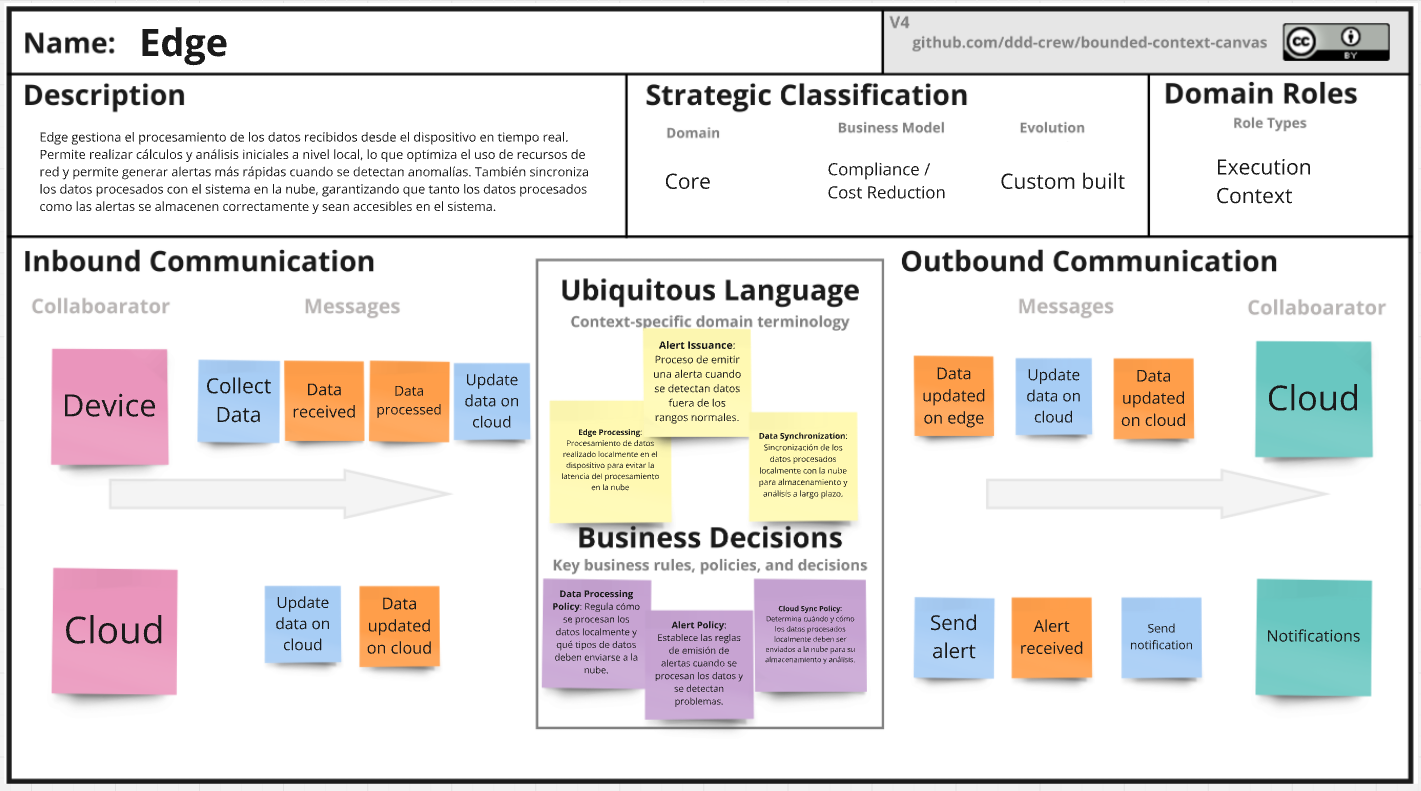 Name: Edge
V4
github.com/ddd-crew/bounded-context-canvas
cc
BY
Description
Edge gestiona el procesamiento de los datos recibidos desde el dispositivo en tiempo real.
Permite realizar cálculos y análisis iniciales a nivel local, lo que optimiza el uso de recursos de
red y permite generar alertas más rápidas cuando se detectan anomalías. También sincroniza
los datos procesados con el sistema en la nube, garantizando que tanto los datos procesados
como las alertas se almacenen correctamente y sean accesibles en el sistema.
Strategic Classification
Domain
Core
Business Model
Compliance /
Cost Reduction
Evolution
Custom built
Domain Roles
Role Types
Execution
Context
Inbound Communication
Collaboarator
Messages
Device
Collect
Data
Data
received
Data
processed
Update
data on
cloud
Cloud
Update
data on
cloud
Data
updated
on cloud
Ubiquitous Language
Context-specific domain terminology
Alert Issuance:
Proceso de emitir
una alerta cuando
se detectan datos
fuera de los
rangos normales.
Edge Processing:
Procesamiento de datos
realizado localmente en el
dispositivo para evitar la
latencia del procesamiento
en la nube
Data Synchronization:
Sincronización de los
datos procesados
localmente con la nube
para almacenamiento y
análisis a largo plazo.
Business Decisions
Key business rules, policies, and decisions
Data Processing
Policy: Regula cómo
se procesan los
datos localmente y
qué tipos de datos
deben enviarse a la
nube.
Alert Policy:
Establece las reglas
de emisión de
alertas cuando se
procesan los datos y
se detectan
problemas.
Cloud Sync Policy:
Determina cuándo y cómo
los datos procesados
localmente deben ser
enviados a la nube para su
almacenamiento y análisis.
Outbound Communication
Messages
Collaboarator
Data
updated
on edge
Update
data on
cloud
Data
updated
on cloud
Cloud
Send
alert
Alert
received
Send
notification
Notifications